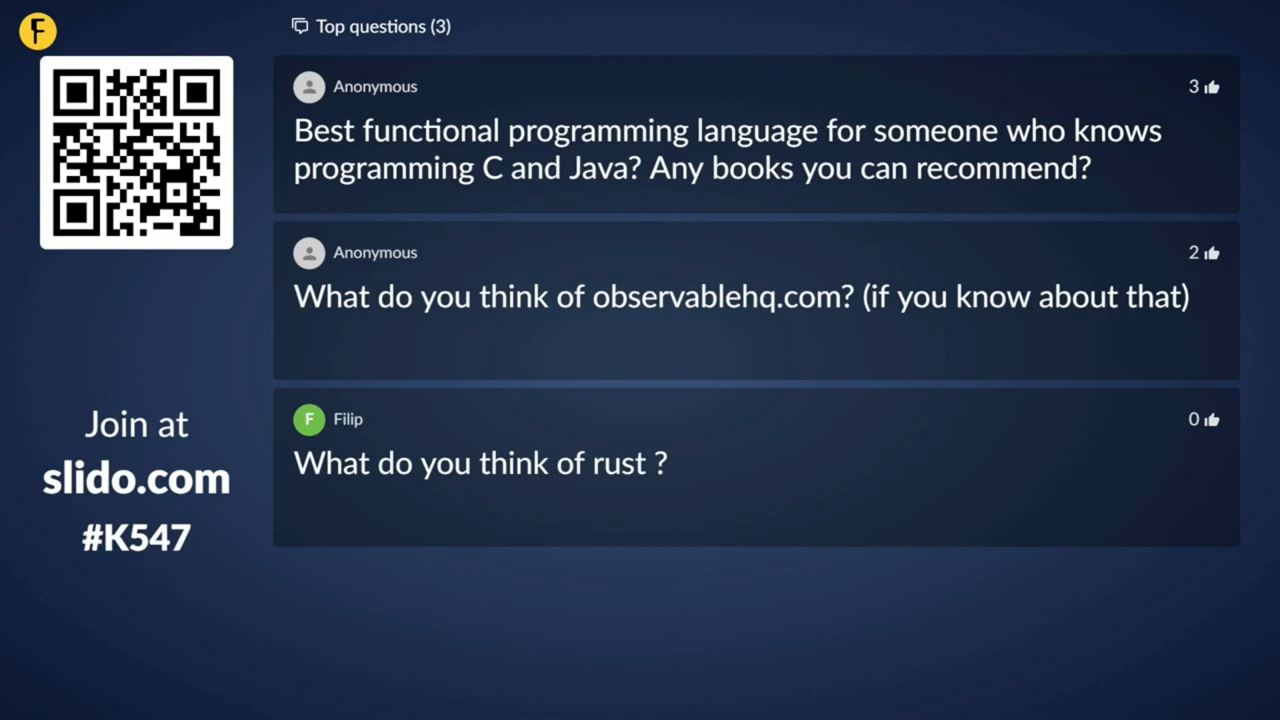 F
Top questions (3)
Anonymous
3
Best functional programming language for someone who knows
programming C and Java? Any books you can recommend?
Anonymous
2
What do you think of observablehq.com? (if you know about that)
F
Filip
0
What do you think of rust ?
Join at
slido.com
#K547